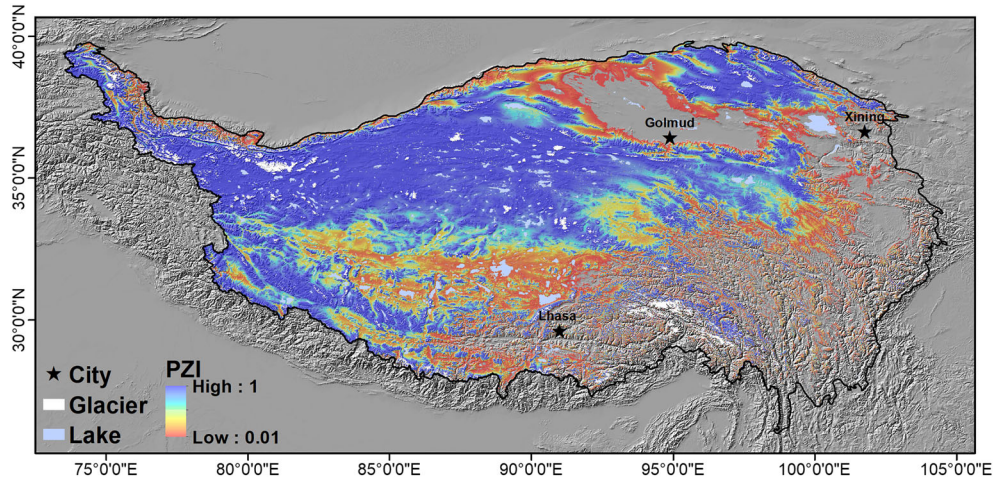 40°0'0"N
35°0'0"N
30°0'0"N
Golmud
Xining
Lhasa
City
Glacier
Lake
PZI
High : 1
Low : 0.01
75°0'0"E
80°0'0"E
85°0'0"E
90°0'0"E
95°0'0"E
100°0'0"E
105°0'0"E